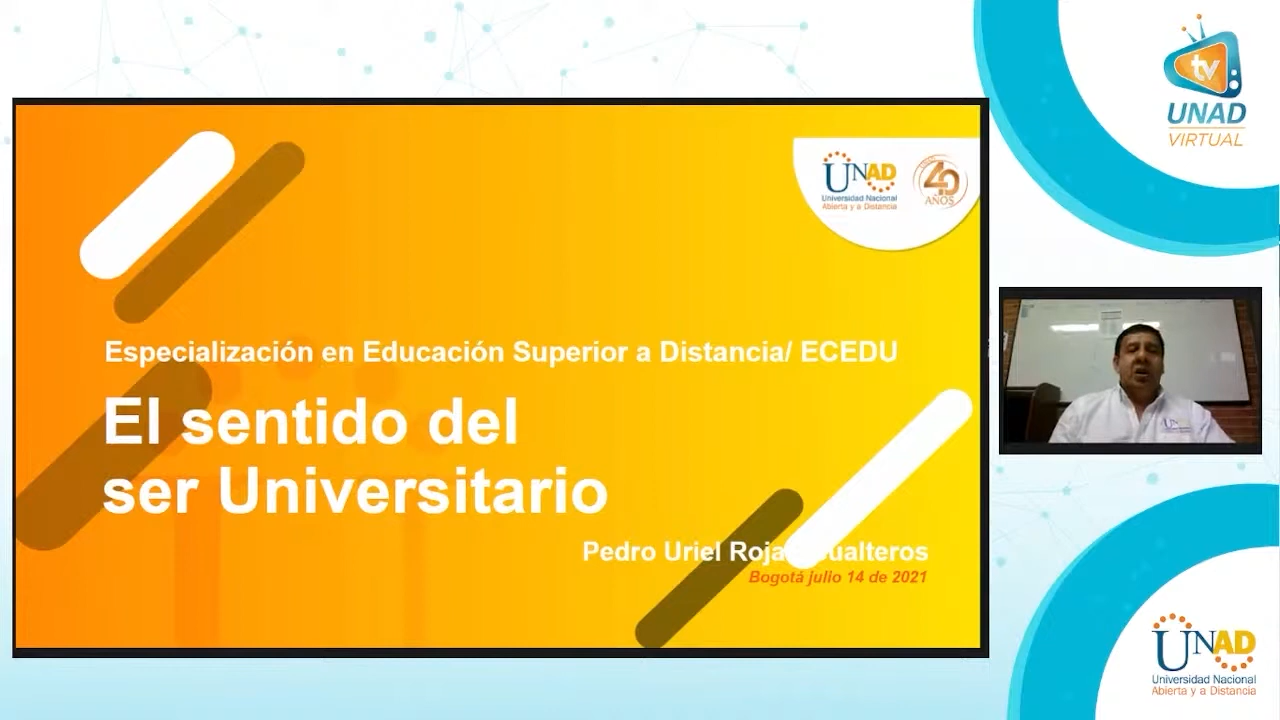 tv
UNAD
VIRTUAL
UNAD
Universidad Nacional
Abierta y a Distancia
40
AÑOS
Especialización en Educación Superior a Distancia/ ECEDU
El sentido del
ser Universitario
Pedro Uriel
Bogotá julio 14 de 2021
UNAD
Universidad Nacional
Abierta y a Distancia